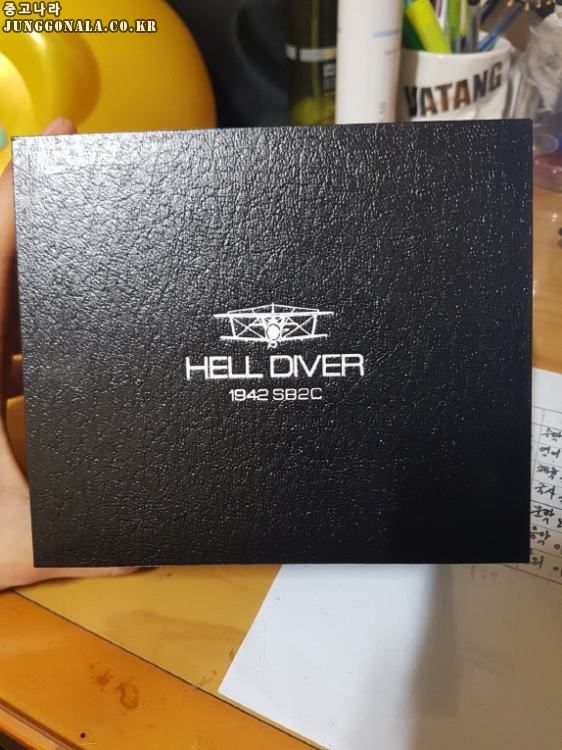 중고나라
JUNGGONALA.CO.KR
VATANG
HELL DIVER
1942 SB2C